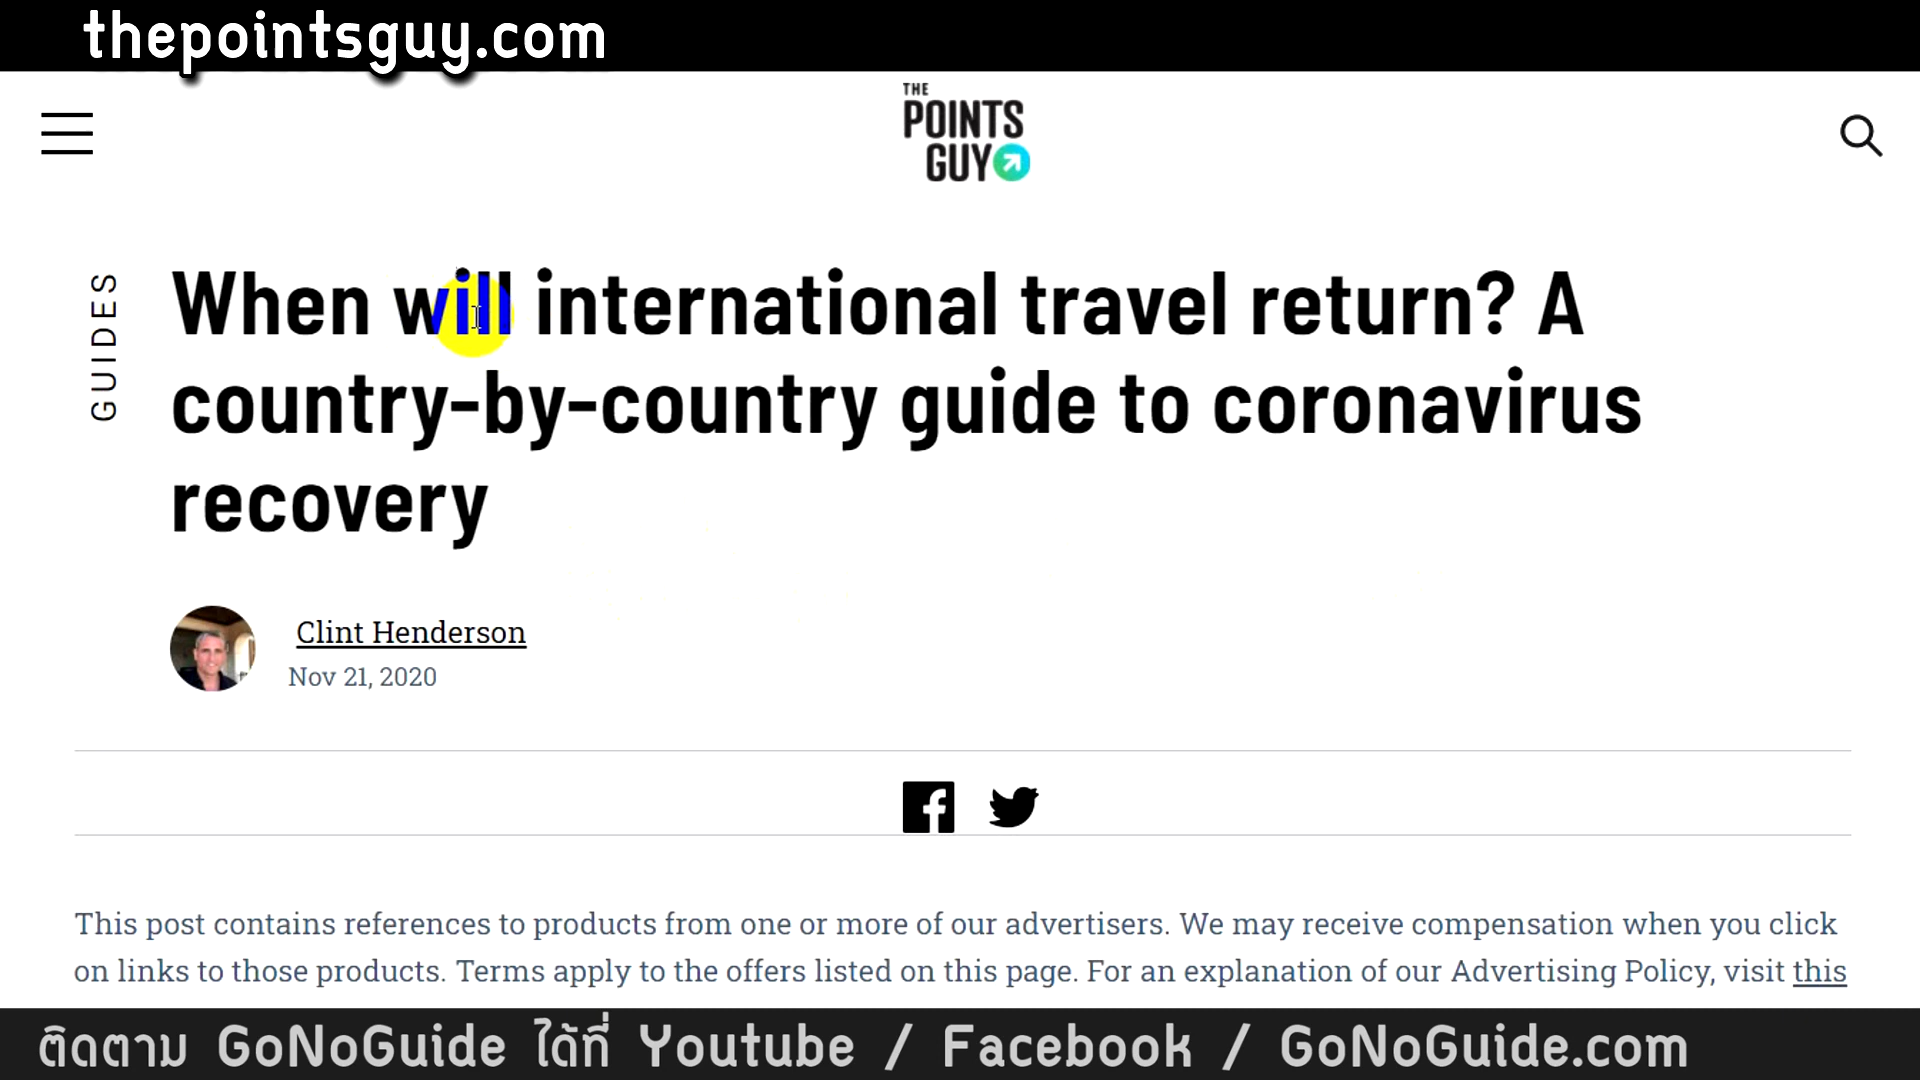 thepointsguy.com
THE
POINTS
GUY
GUIDES
When will international travel return? A
country-by-country guide to coronavirus
recovery
Clint Henderson
Nov 21, 2020
This post contains references to products from one or more of our advertisers. We may receive compensation when you click
on links to those products. Terms apply to the offers listed on this page. For an explanation of our Advertising Policy, visit this
ติดตาม GoNoGuide ได้ที่ Youtube / Facebook / GoNoGuide.com